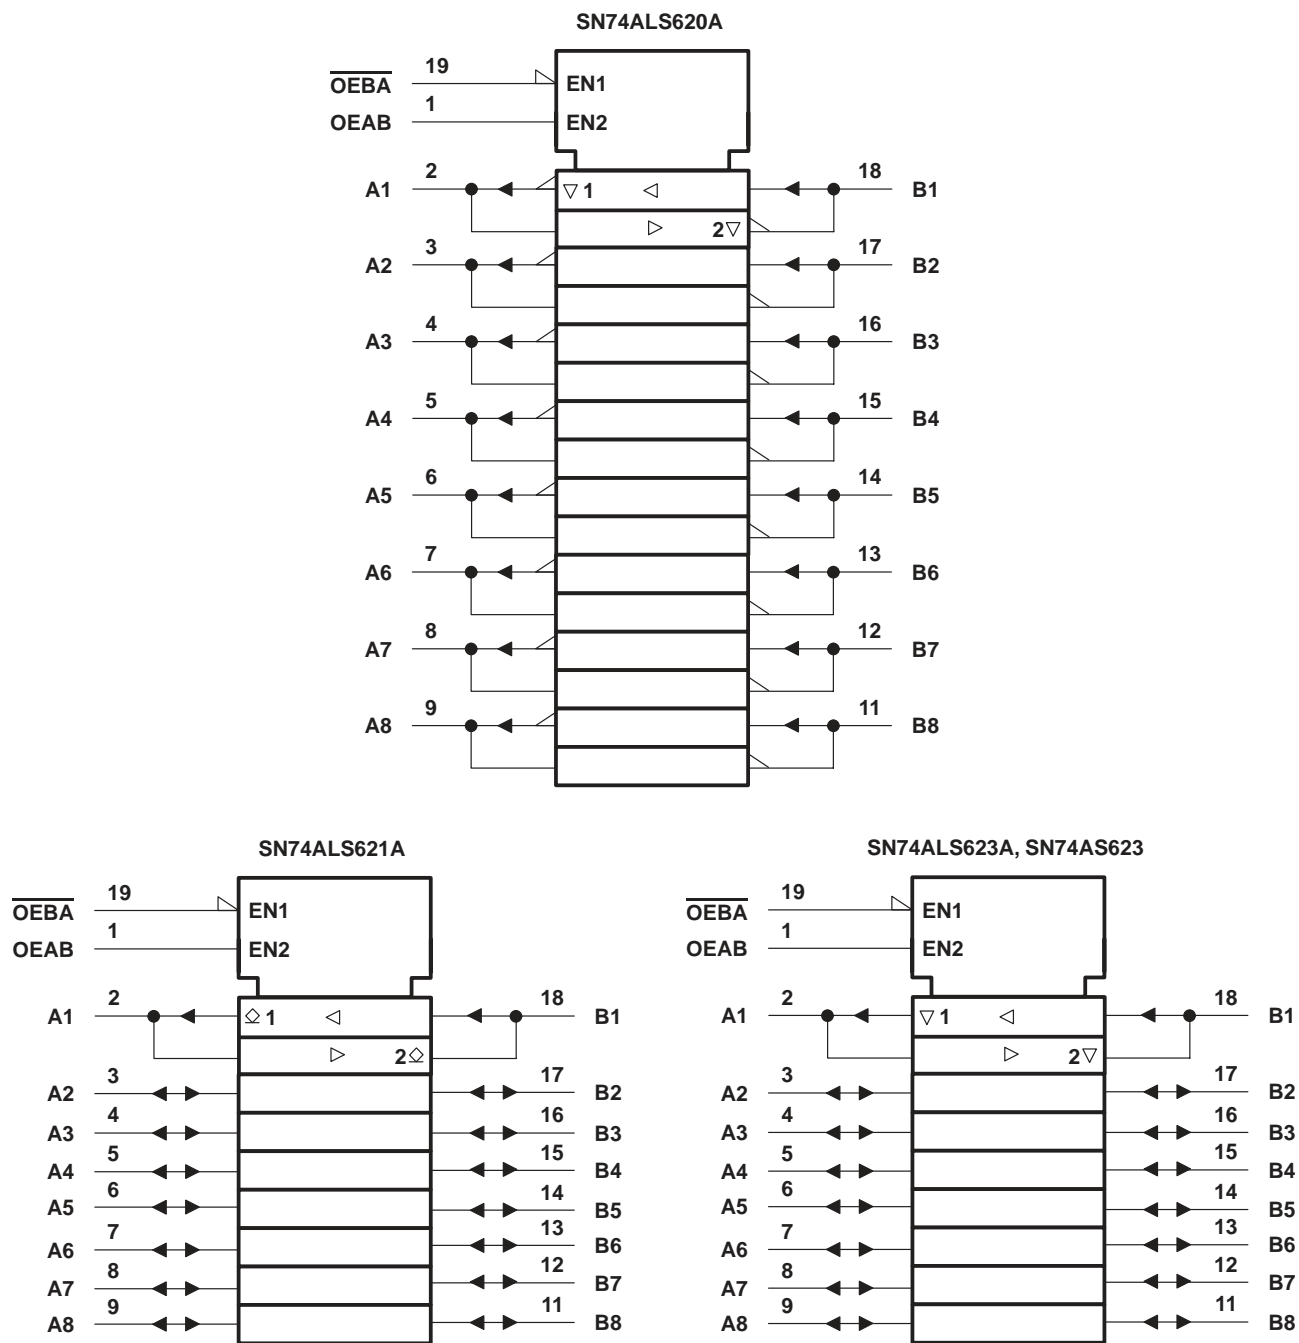 SN74ALS620A
19
OEBA
EN1
1
OEAB
EN2
2
18
A1
▽ 1
◁
B1
▷
2▽
3
17
A2
B2
4
16
A3
B3
5
15
A4
B4
6
14
A5
B5
7
13
A6
B6
8
12
A7
B7
9
11
A8
B8
SN74ALS621A
19
OEBA
EN1
1
OEAB
EN2
2
18
A1
1
B1
2
3
17
A2
B2
4
16
A3
B3
5
15
A4
B4
6
14
A5
B5
7
13
A6
B6
8
12
A7
B7
9
11
A8
B8
SN74ALS623A, SN74AS623
19
OEBA
EN1
1
OEAB
EN2
2
18
A1
▽ 1
◁
B1
▷
2▽
3
17
A2
B2
4
16
A3
B3
5
15
A4
B4
6
14
A5
B5
7
13
A6
B6
8
12
A7
B7
9
11
A8
B8